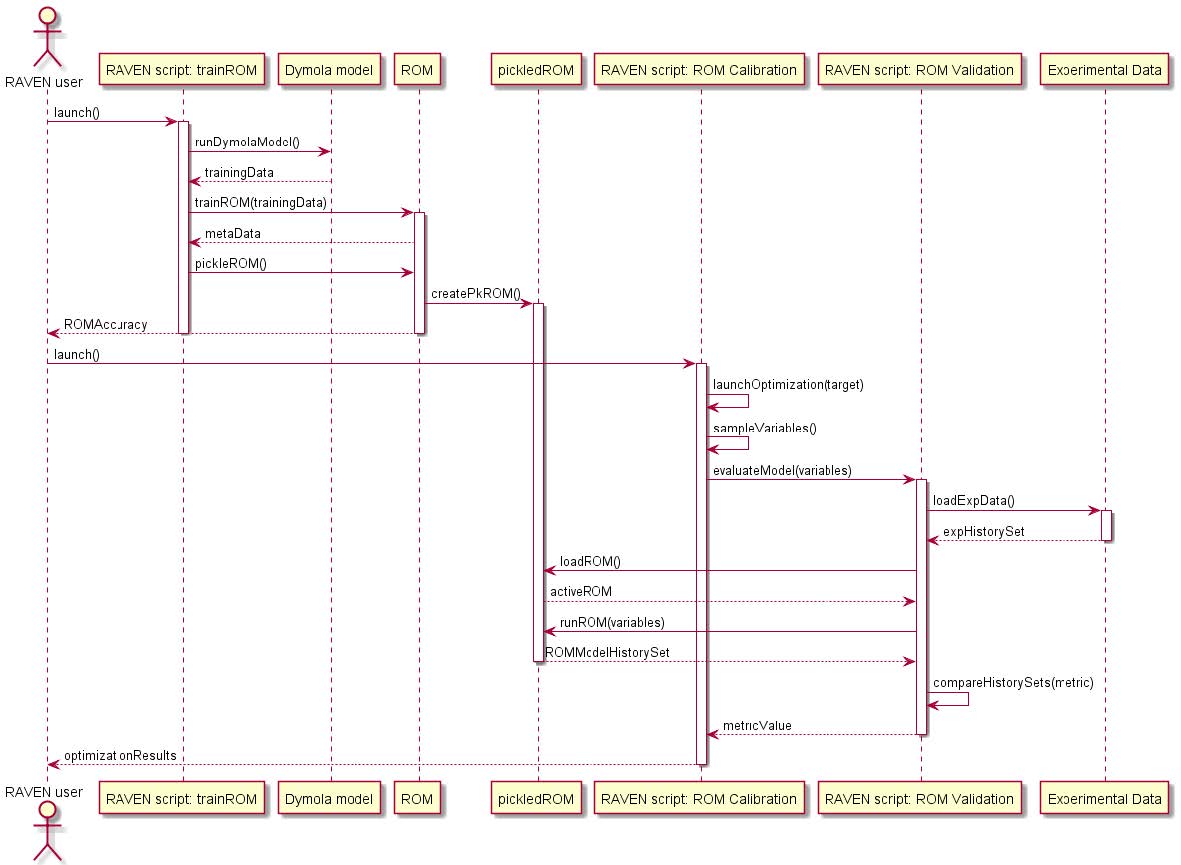 RAVEN user
RAVEN script: trainROM
Dymola model
ROM
pickledROM
RAVEN script: ROM Calibration
RAVEN script: ROM Validation
Experimental Data
launch()
runDymolaModel()
trainingData
trainROM(trainingData)
metaData
pickleROM()
createPkROM()
ROMAccuracy
launch()
launchOptimization(target)
sampleVariables()
evaluateModel(variables)
loadExpData()
expHistorySet
loadROM()
activeROM
runROM(variables)
ROMModelHistorySet
compareHistorySets(metric)
metricValue
optimizationResults
RAVEN user
RAVEN script: trainROM
Dymola model
ROM
pickledROM
RAVEN script: ROM Calibration
RAVEN script: ROM Validation
Experimental Data